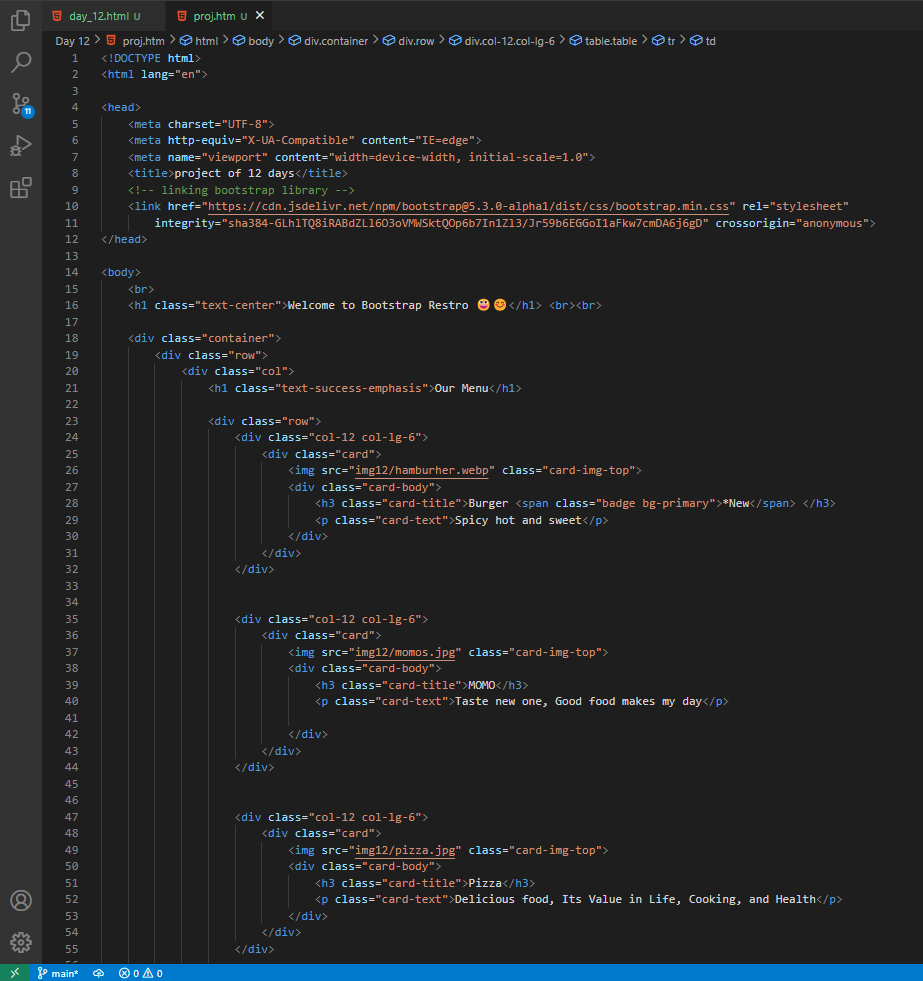 day_12.html U proj.htm U
Day 12 > proj.htm > html > body > div.container > div.row > div.col-12.col-lg-6 > table.table > tr > td
1 <!DOCTYPE html>
2 <html lang="en">
3
4 <head>
5 <meta charset="UTF-8">
6 <meta http-equiv="X-UA-Compatible" content="IE=edge">
7 <meta name="viewport" content="width=device-width, initial-scale=1.0">
8 <title>project of 12 days</title>
9 <!-- linking bootstrap library -->
10 <link href="https://cdn.jsdelivr.net/npm/bootstrap@5.3.0-alpha1/dist/css/bootstrap.min.css" rel="stylesheet"
11 integrity="sha384-GLhlTQ8iRABdZLl6O3oVMWSktQOp6b7In1Zl3/Jr59b6EGGoI1aFkw7cmDA6j6gD" crossorigin="anonymous">
12 </head>
13
14 <body>
15 <br>
16 <h1 class="text-center">Welcome to Bootstrap Restro 😀😊</h1> <br><br>
17
18 <div class="container">
19 <div class="row">
20 <div class="col">
21 <h1 class="text-success-emphasis">Our Menu</h1>
22
23 <div class="row">
24 <div class="col-12 col-lg-6">
25 <div class="card">
26 <img src="img12/hamburher.webp" class="card-img-top">
27 <div class="card-body">
28 <h3 class="card-title">Burger <span class="badge bg-primary">*New</span> </h3>
29 <p class="card-text">Spicy hot and sweet</p>
30 </div>
31 </div>
32 </div>
33
34
35 <div class="col-12 col-lg-6">
36 <div class="card">
37 <img src="img12/momos.jpg" class="card-img-top">
38 <div class="card-body">
39 <h3 class="card-title">MOMO</h3>
40 <p class="card-text">Taste new one, Good food makes my day</p>
41
42 </div>
43 </div>
44 </div>
45
46
47 <div class="col-12 col-lg-6">
48 <div class="card">
49 <img src="img12/pizza.jpg" class="card-img-top">
50 <div class="card-body">
51 <h3 class="card-title">Pizza</h3>
52 <p class="card-text">Delicious food, Its Value in Life, Cooking, and Health</p>
53 </div>
54 </div>
55 </div>
11
main* 0 0